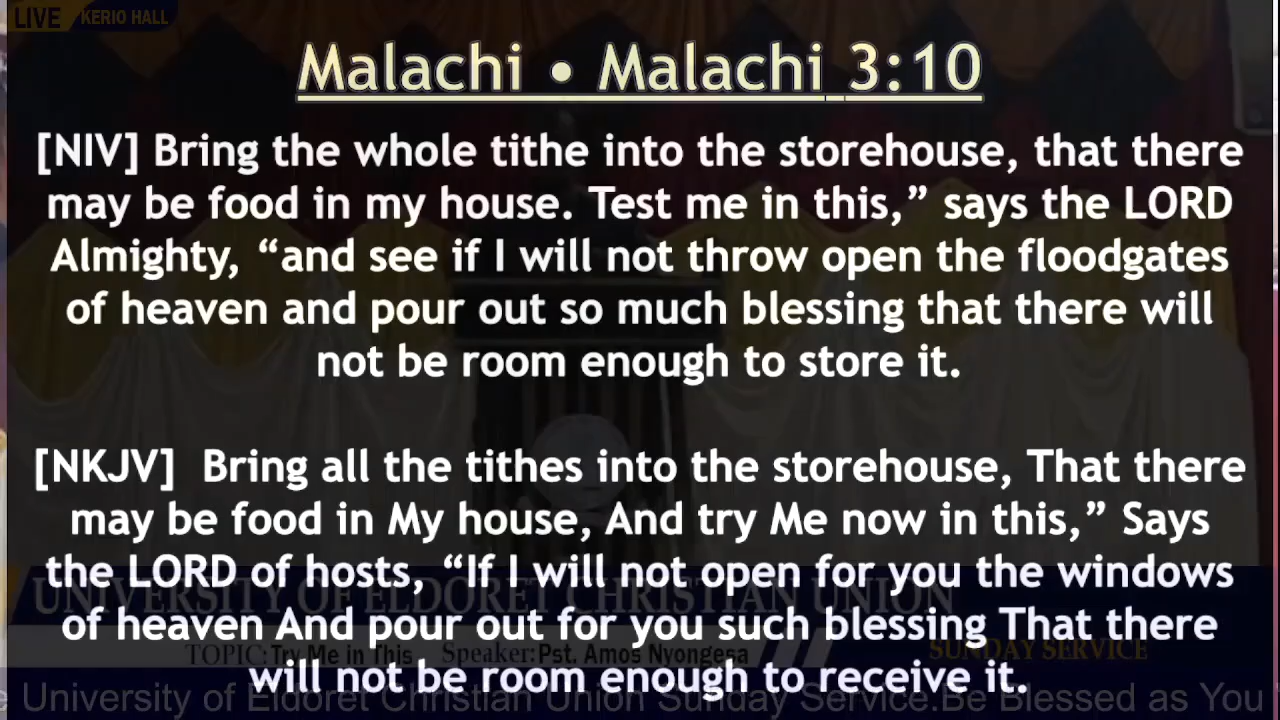 LIVE KERIO HALL
Malachi • Malachi 3:10
[NIV] Bring the whole tithe into the storehouse, that there
may be food in my house. Test me in this,” says the LORD
Almighty, “and see if I will not throw open the floodgates
of heaven and pour out so much blessing that there will
not be room enough to store it.
[NKJV] Bring all the tithes into the storehouse, That there
may be food in My house, And try Me now in this,” Says
the LORD of hosts, “If I will not open for you the windows
UNIVERSITY OF ELDORET CHRISTIAN UNION
of heaven And pour out for you such blessing That there
TOPIC: Try Me in This Speaker: Pst. Amos Nyongesa SUNDAY SERVICE
will not be room enough to receive it.
e University of Eldoret Christian Union Sunday Service.Be Blessed as You